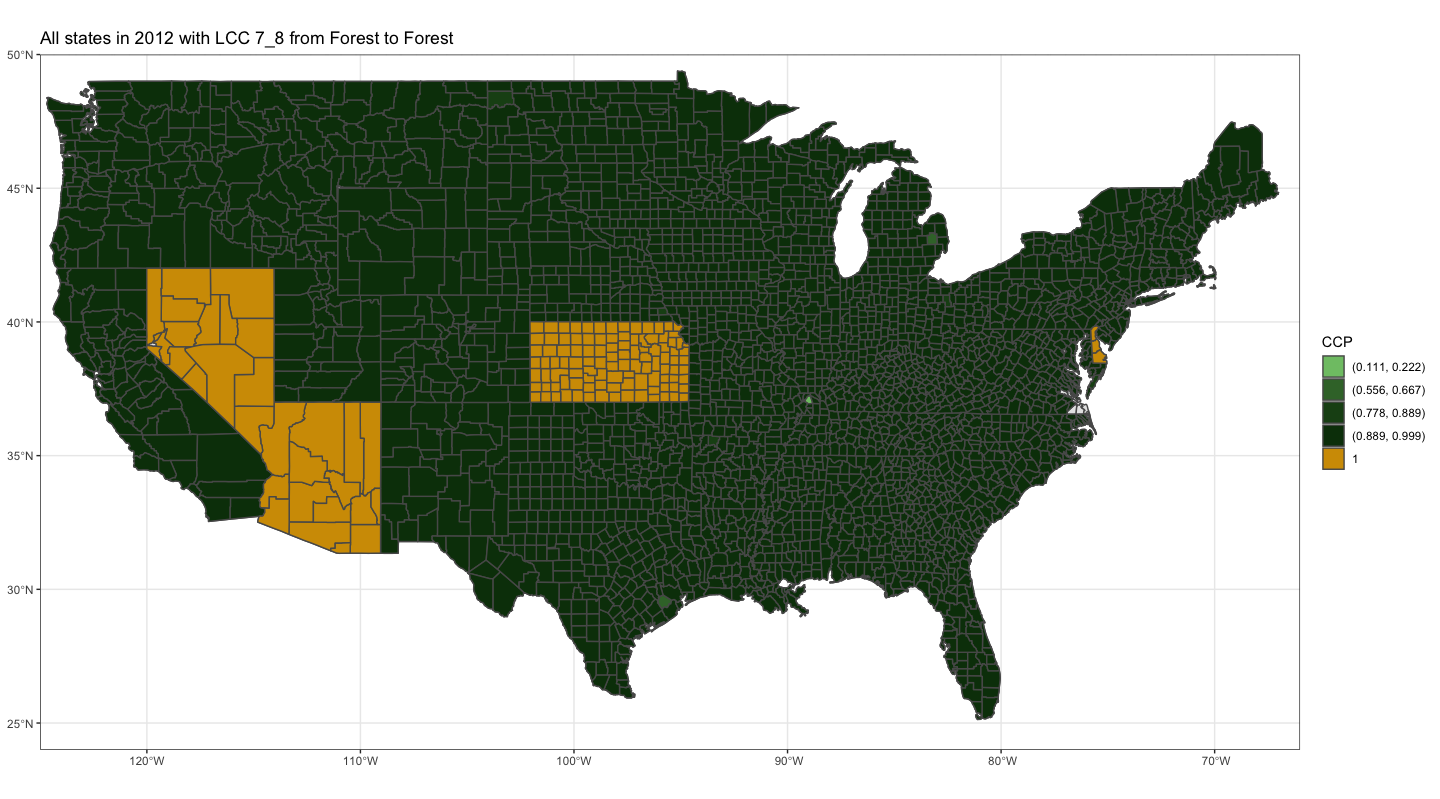 All states in 2012 with LCC 7_8 from Forest to Forest
50°N
45°N
40°N
35°N
30°N
25°N
120°W
110°W
100°W
90°W
80°W
70°W
CCP
(0.111, 0.222)
(0.556, 0.667)
(0.778, 0.889)
(0.889, 0.999)
1